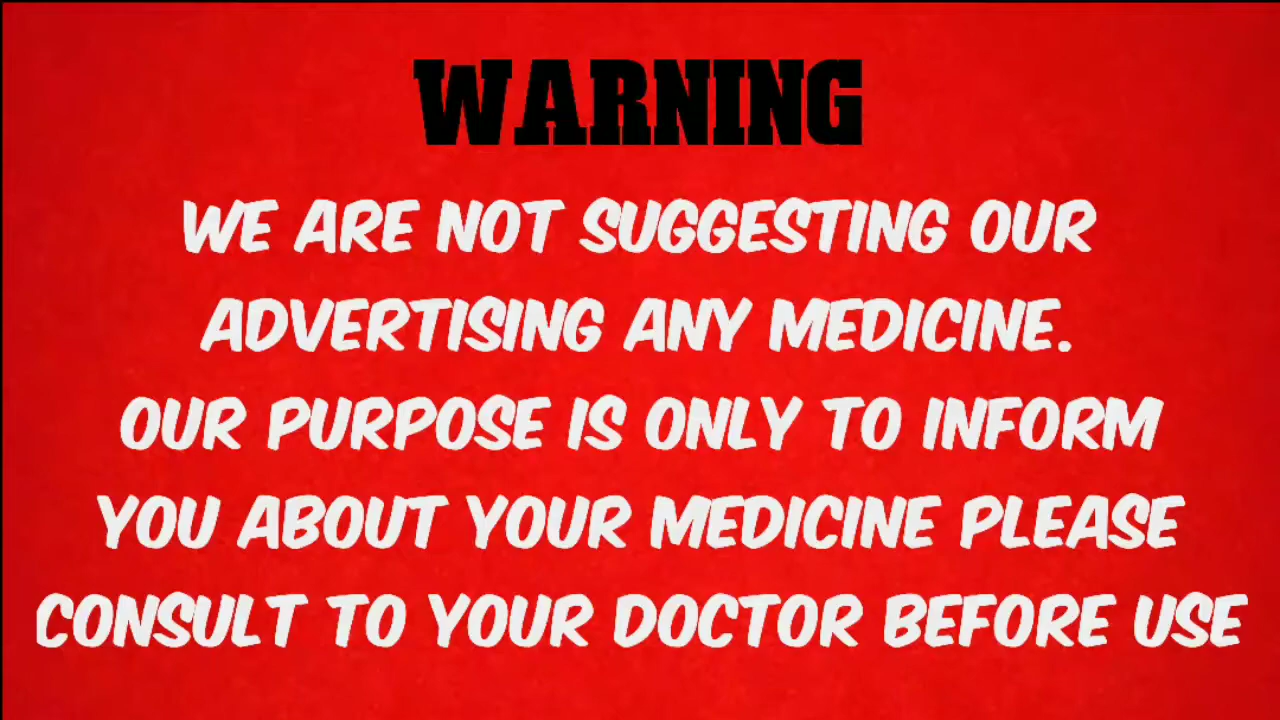 WARNING
WE ARE NOT SUGGESTING OUR
ADVERTISING ANY MEDICINE.
OUR PURPOSE IS ONLY TO INFORM
YOU ABOUT YOUR MEDICINE PLEASE
CONSULT TO YOUR DOCTOR BEFORE USE